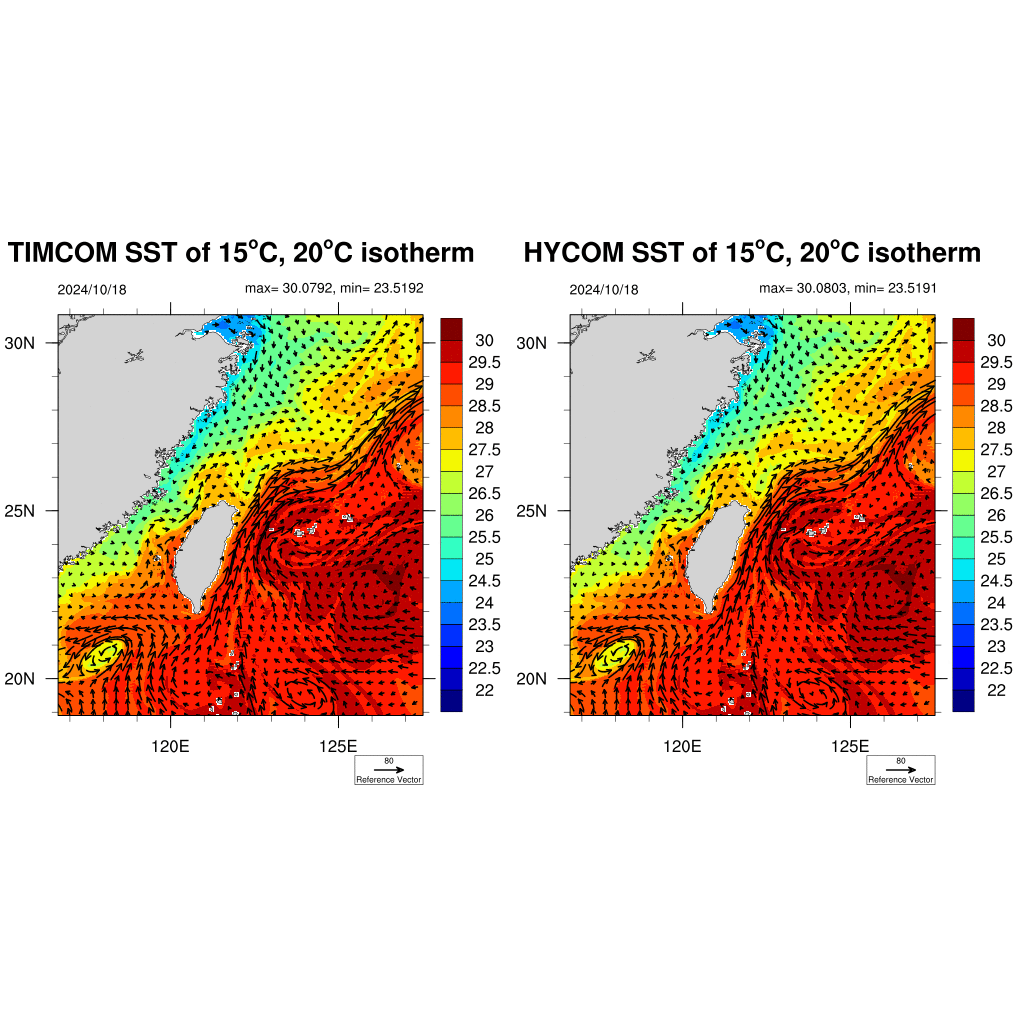 TIMCOM SST of 15°C, 20°C isotherm
2024/10/18
max= 30.0792, min= 23.5192
30N
25N
20N
120E
125E
30
29.5
29
28.5
28
27.5
27
26.5
26
25.5
25
24.5
24
23.5
23
22.5
22
80
Reference Vector
HYCOM SST of 15°C, 20°C isotherm
2024/10/18
max= 30.0803, min= 23.5191
30N
25N
20N
120E
125E
30
29.5
29
28.5
28
27.5
27
26.5
26
25.5
25
24.5
24
23.5
23
22.5
22
80
Reference Vector